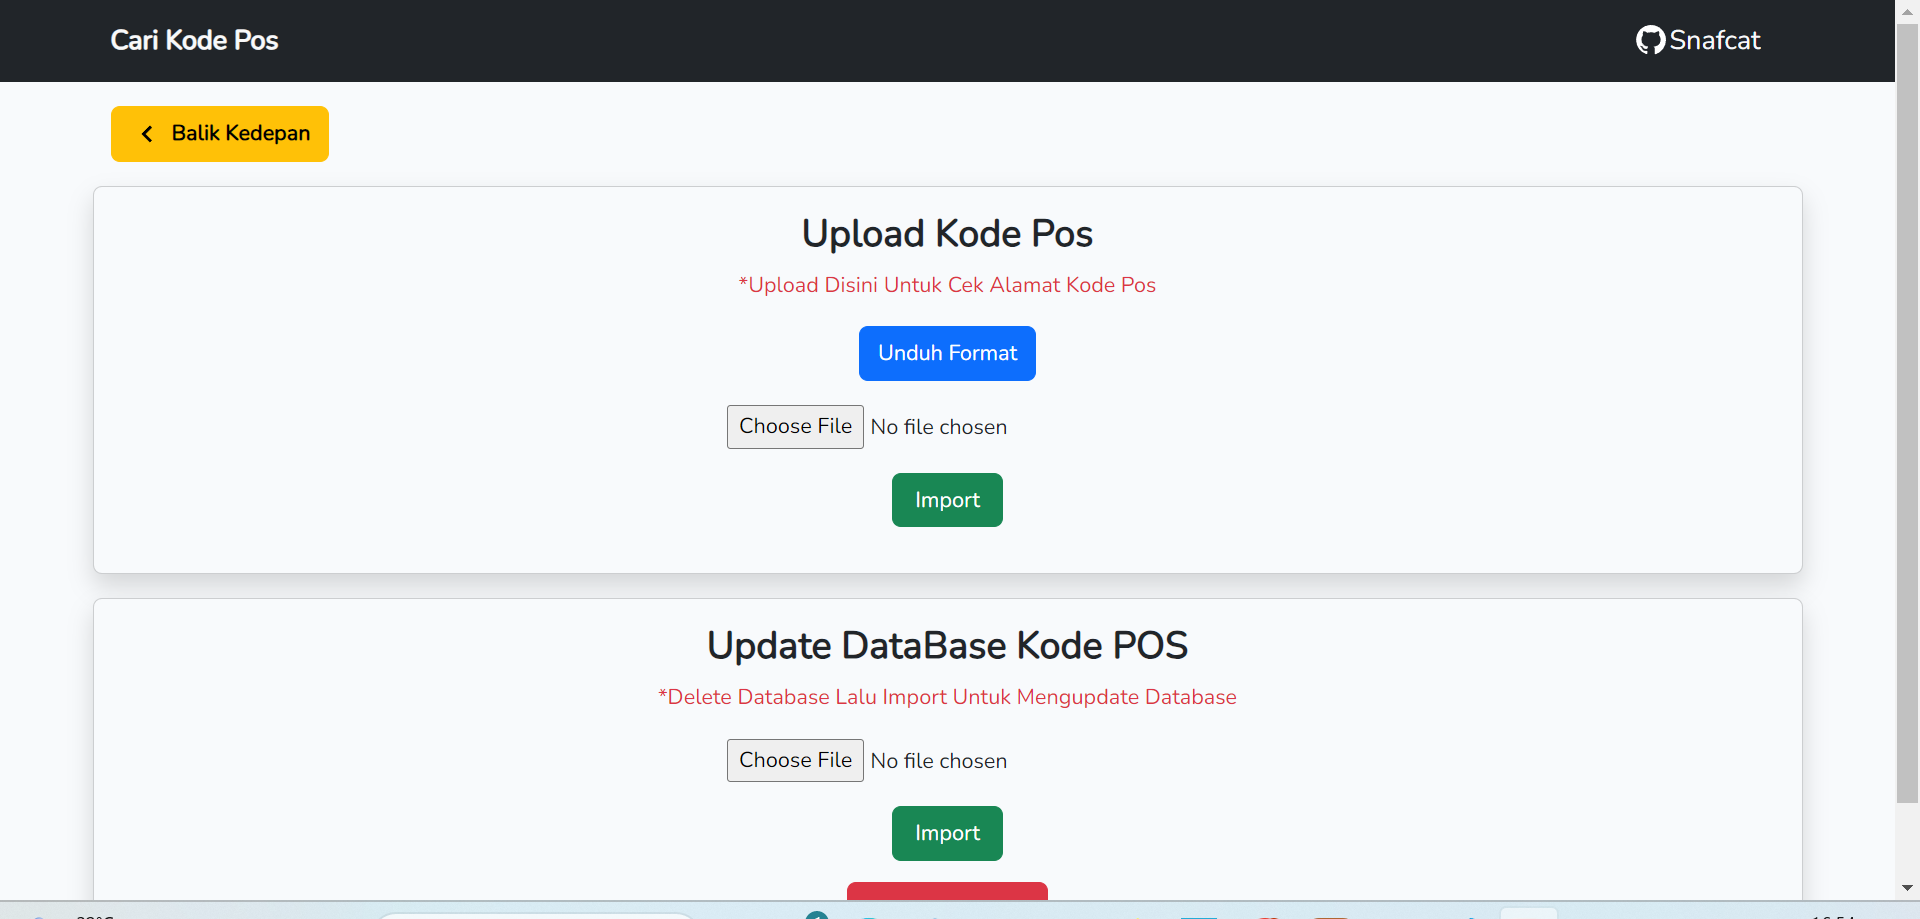 Cari Kode Pos
Snafcat
Balik Kedepan
Upload Kode Pos
*Upload Disini Untuk Cek Alamat Kode Pos
Unduh Format
Choose File No file chosen
Import
Update DataBase Kode POS
*Delete Database Lalu Import Untuk Mengupdate Database
Choose File No file chosen
Import